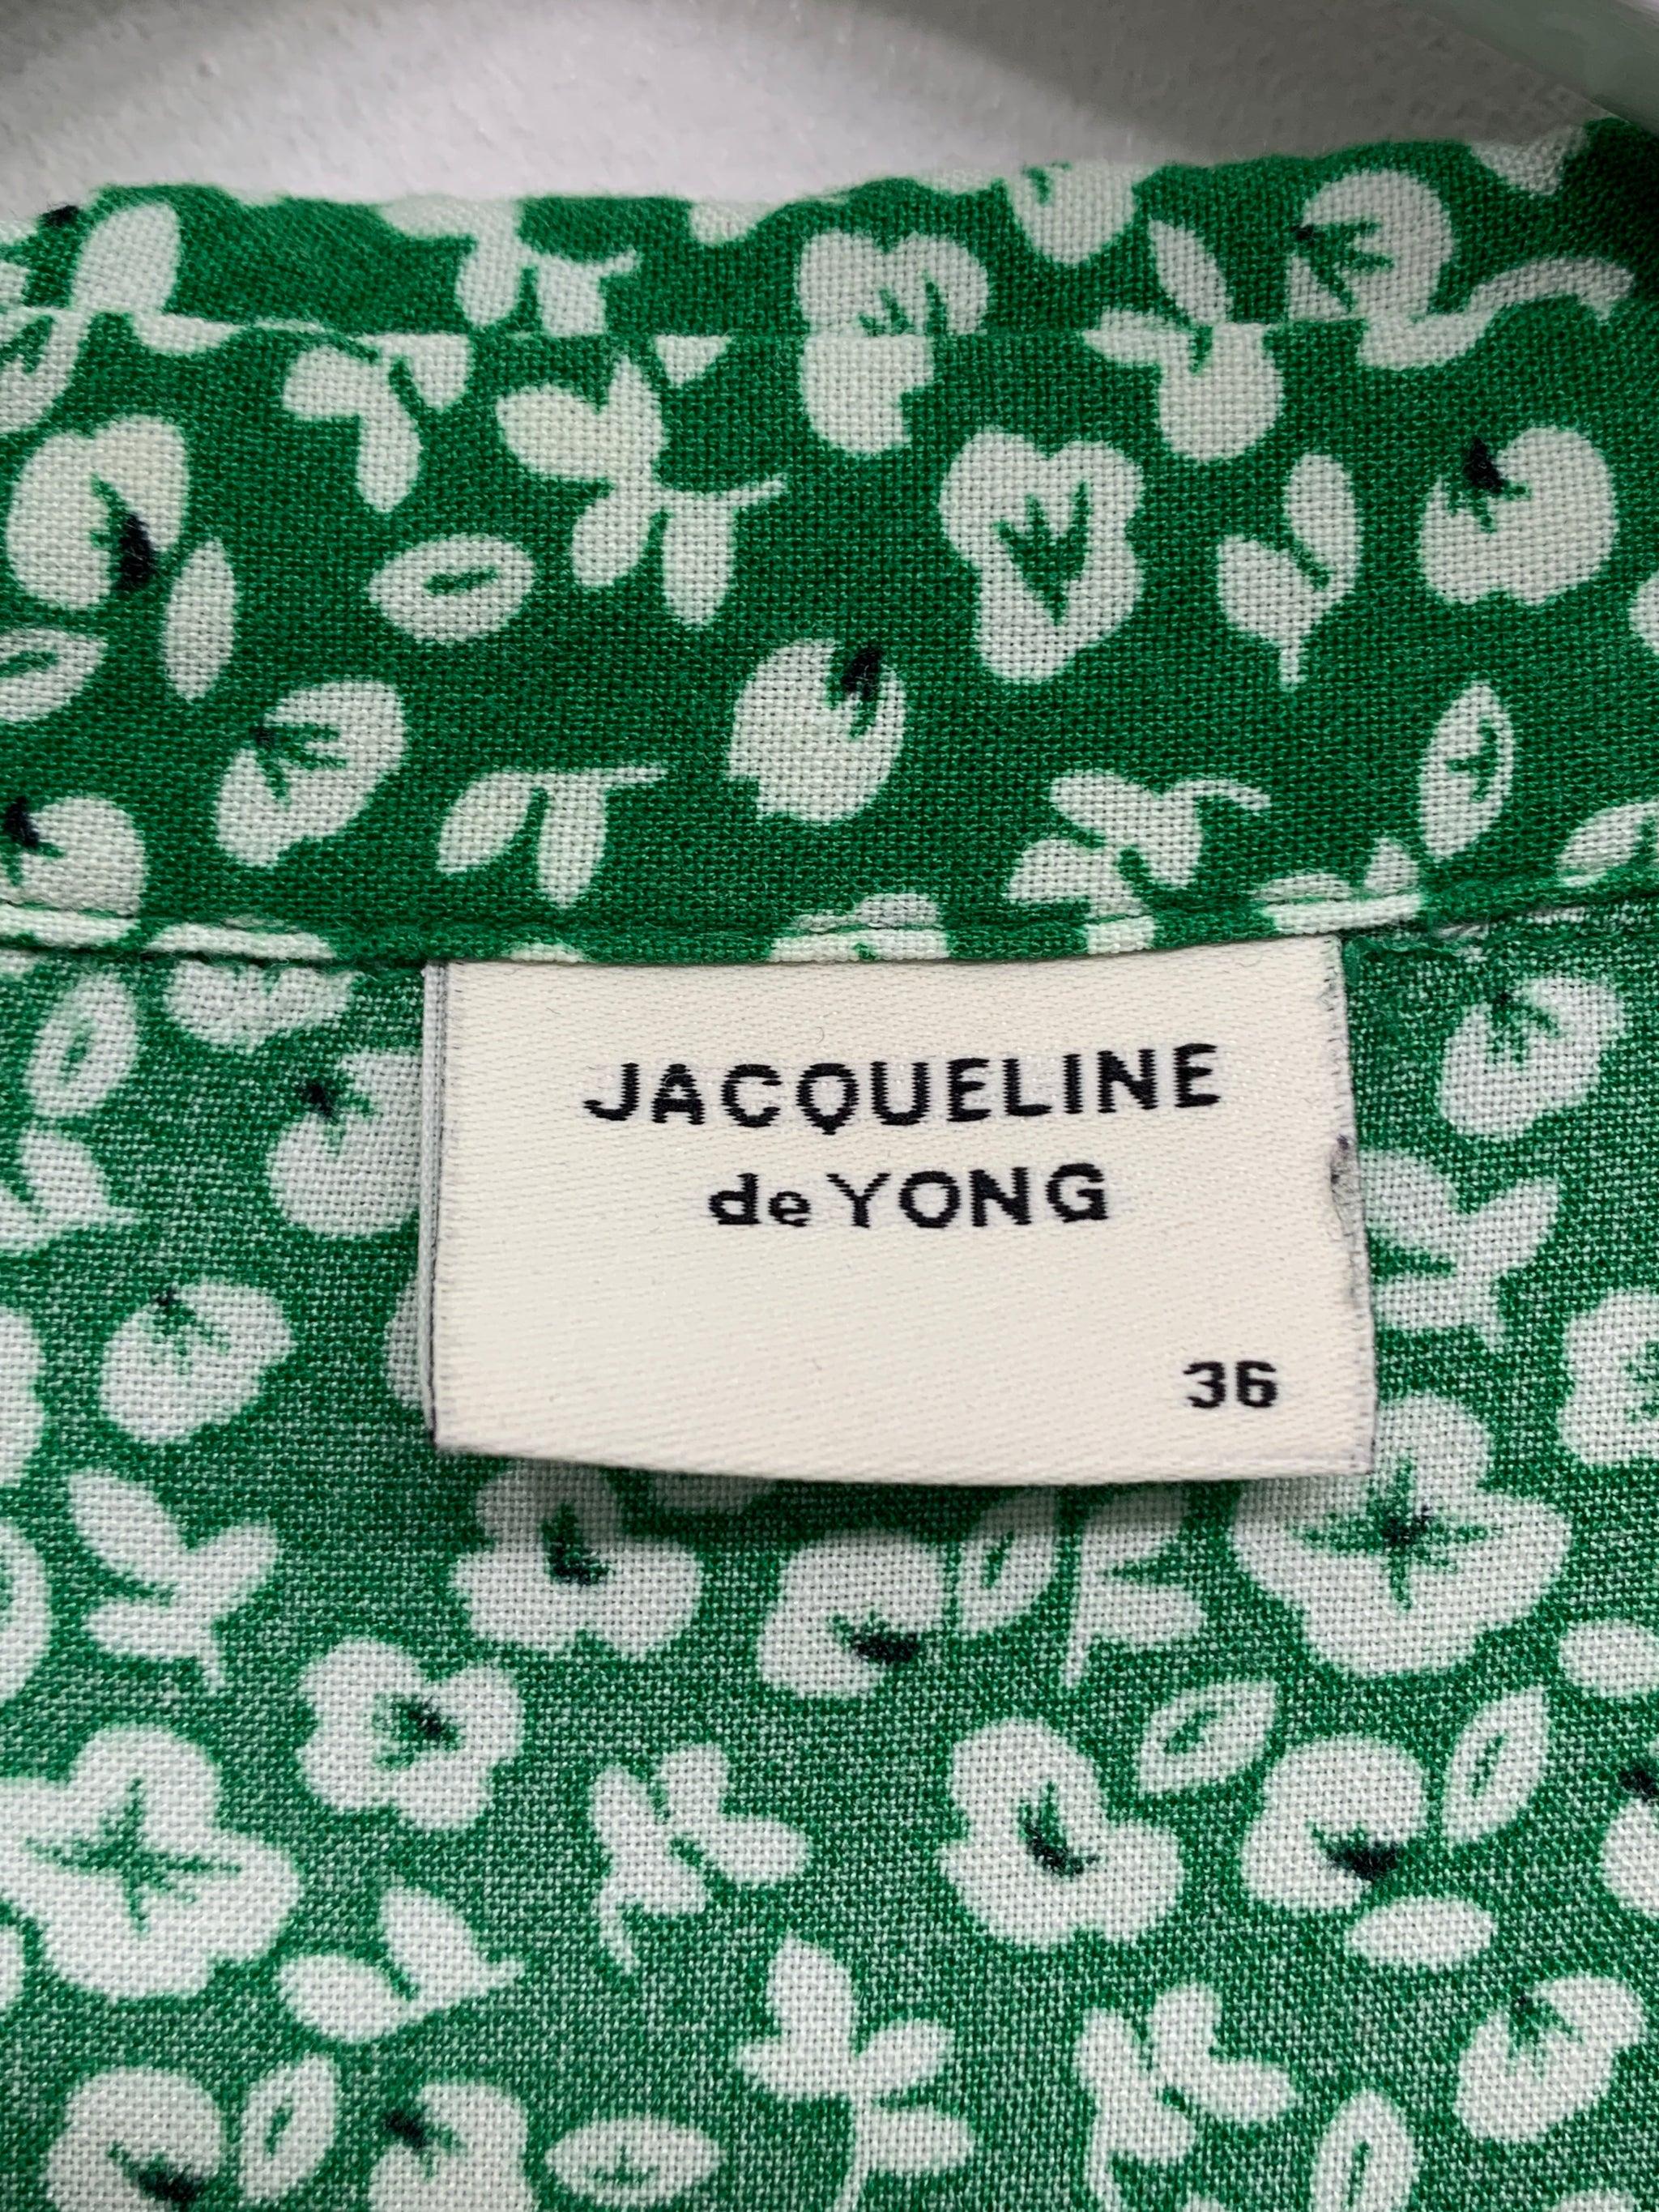 JACQUELINE
de YONG
36